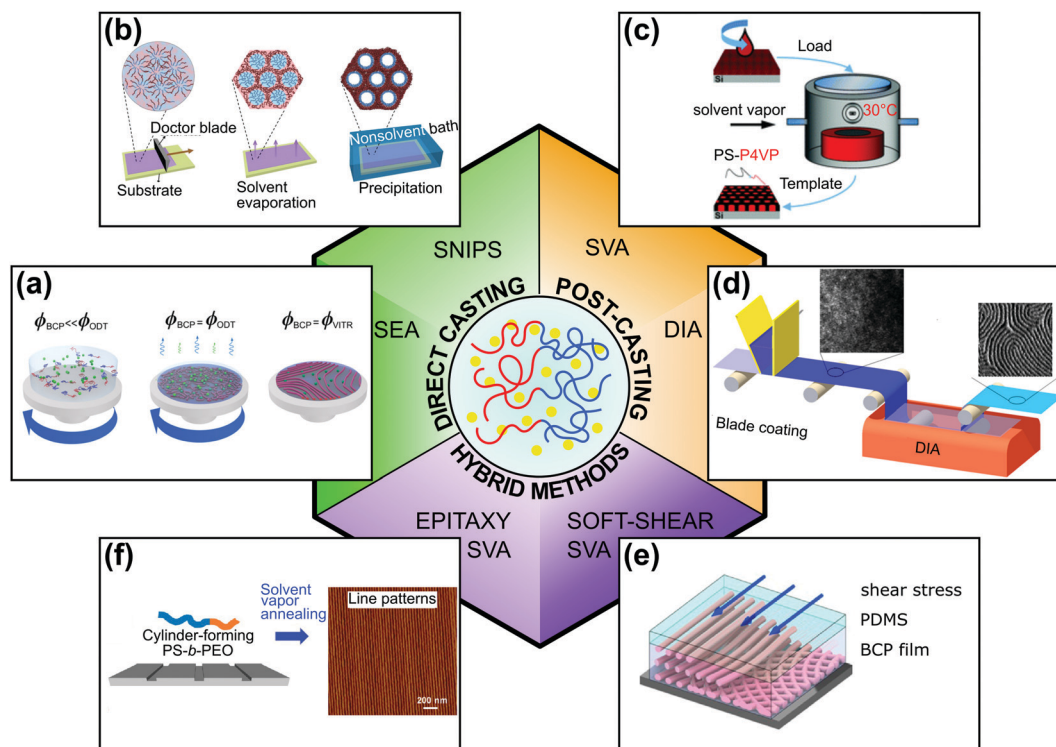 (b)
Doctor blade
Substrate
Solvent
evaporation
Nonsolvent bath
Precipitation
(c)
Load
Si
solvent vapor
30°C
PS-P4VP
Template
Si
SNIPS
SVA
(a)
ϕBCP<<ϕODT
ϕBCP=ϕODT
ϕBCP=ϕVITR
SEA
DIRECT CASTING
POST-CASTING
HYBRID METHODS
DIA
(d)
Blade coating
DIA
EPITAXY
SVA
SOFT-SHEAR
SVA
(f)
Solvent
vapor
annealing
Cylinder-forming
PS-b-PEO
Line patterns
200 nm
(e)
shear stress
PDMS
BCP film